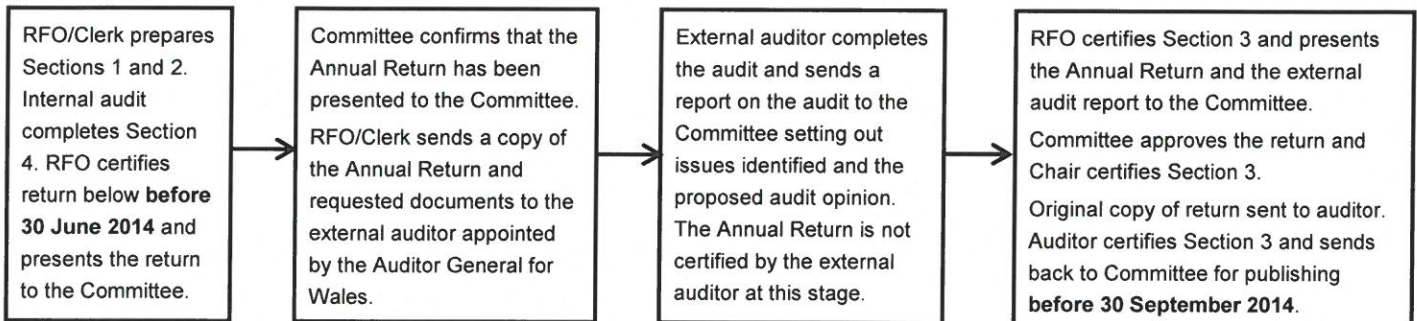 RFO/Clerk prepares
Sections 1 and 2.
Internal audit
completes Section
4. RFO certifies
return below before
30 June 2014 and
presents the return
to the Committee.
Committee confirms that the
Annual Return has been
presented to the Committee.
RFO/Clerk sends a copy of
the Annual Return and
requested documents to the
external auditor appointed
by the Auditor General for
Wales.
External auditor completes
the audit and sends a
report on the audit to the
Committee setting out
issues identified and the
proposed audit opinion.
The Annual Return is not
certified by the external
auditor at this stage.
RFO certifies Section 3 and presents
the Annual Return and the external
audit report to the Committee.
Committee approves the return and
Chair certifies Section 3.
Original copy of return sent to auditor.
Auditor certifies Section 3 and sends
back to Committee for publishing
before 30 September 2014.